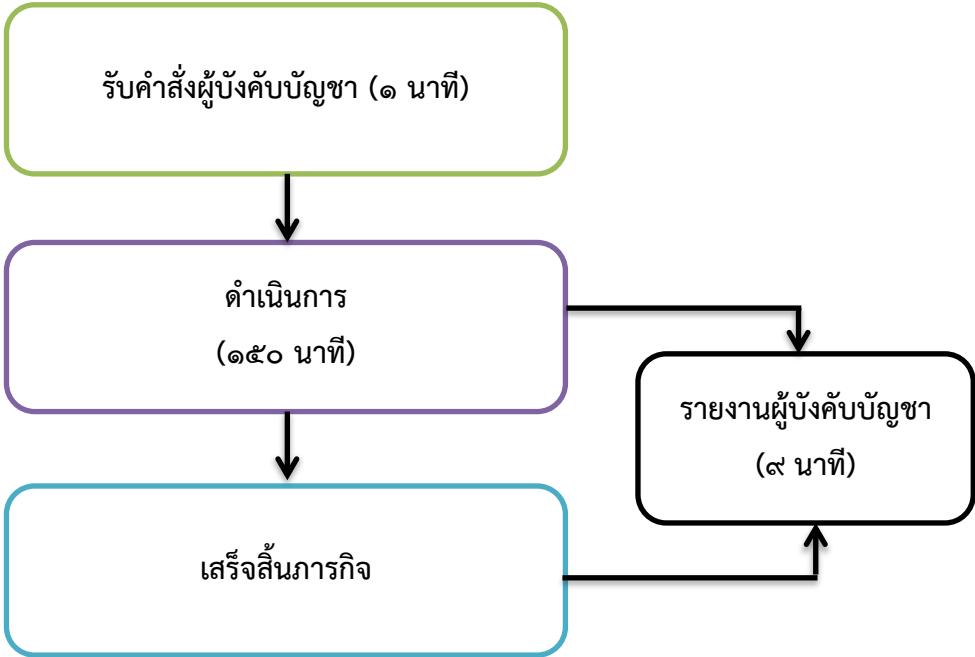 รับคำสั่งผู้บังคับบัญชา (๑ นาที)
ดำเนินการ
(๑๕๐ นาที)
รายงานผู้บังคับบัญชา
(๙ นาที)
เสร็จสิ้นภารกิจ